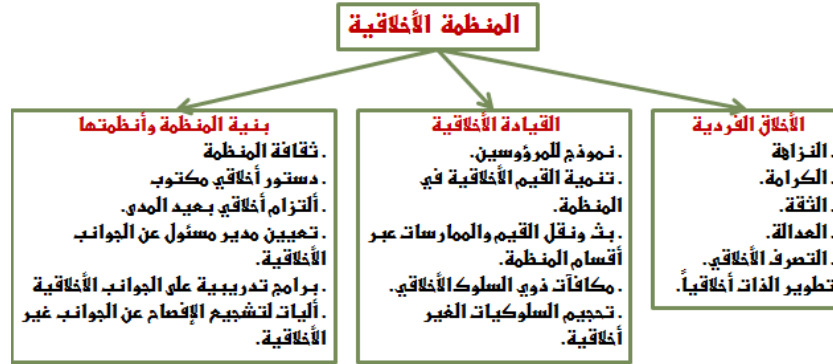 المنظمة الأخلاقية
الأخلاق الفردية
. النزاهة
. الكرامة.
. الثقة.
. العدالة.
. التصرف الأخلاقي.
تطوير الذات أخلاقياً.
القيادة الأخلاقية
. نموذج للمرؤوسين.
. تنمية القيم الأخلاقية في
المنظمة.
. بث ونقل القيم والممارسات عبر
أقسام المنظمة.
. مكافآت ذوي السلوك الأخلاقي.
. تحجيم السلوكيات الغير
أخلاقية.
بنية المنظمة وأنظمتها
. ثقافة المنظمة
. دستور أخلاقي مكتوب
. ألتزام أخلاقي بعيد المدى.
. تعيين مدير مسئول عن الجوانب
الأخلاقية.
. برامج تدريبية على الجوانب الأخلاقية
. أليات لتشجيع الإفصاح عن الجوانب غير
الأخلاقية.